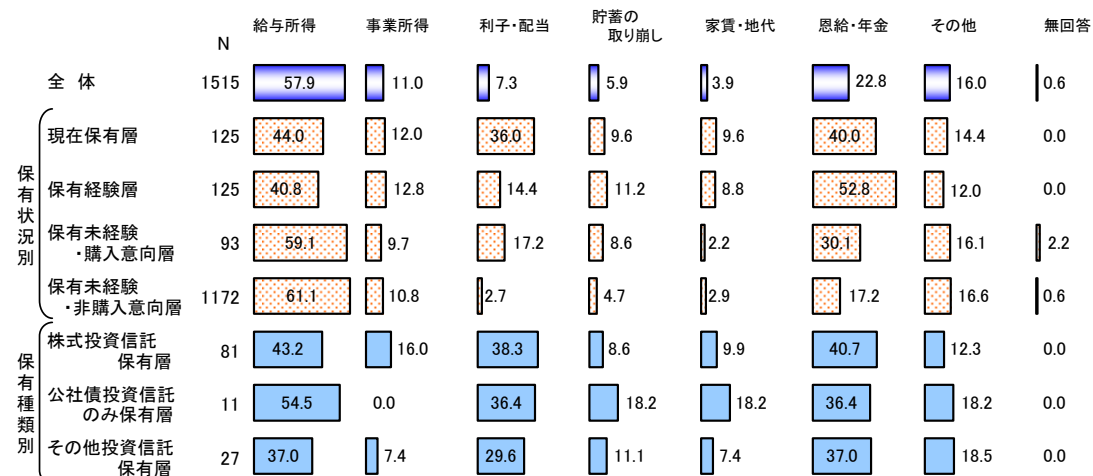 N 給与所得 事業所得 利子・配当 貯蓄の取り崩し 家賃・地代 恩給・年金 その他 無回答
全 体 1515 57.9 11.0 7.3 5.9 3.9 22.8 16.0 0.6
保有状況別
現在保有層 125 44.0 12.0 36.0 9.6 9.6 40.0 14.4 0.0
保有経験層 125 40.8 12.8 14.4 11.2 8.8 52.8 12.0 0.0
保有未経験
・購入意向層 93 59.1 9.7 17.2 8.6 2.2 30.1 16.1 2.2
保有未経験
・非購入意向層 1172 61.1 10.8 2.7 4.7 2.9 17.2 16.6 0.6
保有種類別
株式投資信託
保有層 81 43.2 16.0 38.3 8.6 9.9 40.7 12.3 0.0
公社債投資信託
のみ保有層 11 54.5 0.0 36.4 18.2 18.2 36.4 18.2 0.0
その他投資信託
保有層 27 37.0 7.4 29.6 11.1 7.4 37.0 18.5 0.0